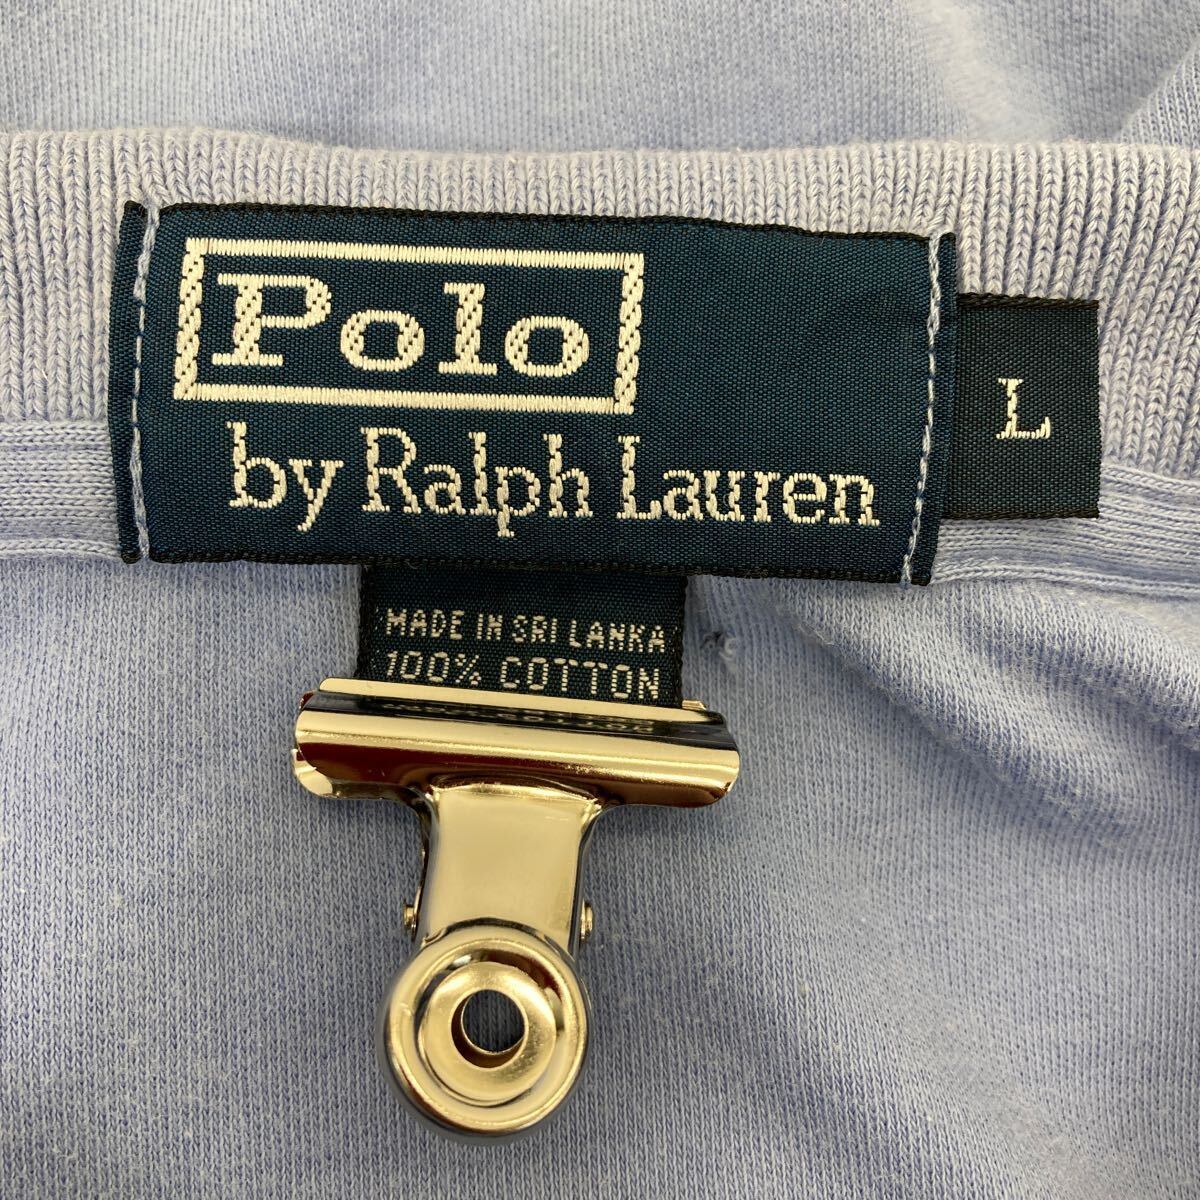 Polo
by Ralph Lauren
L
MADE IN SRI LANKA
100% COTTON